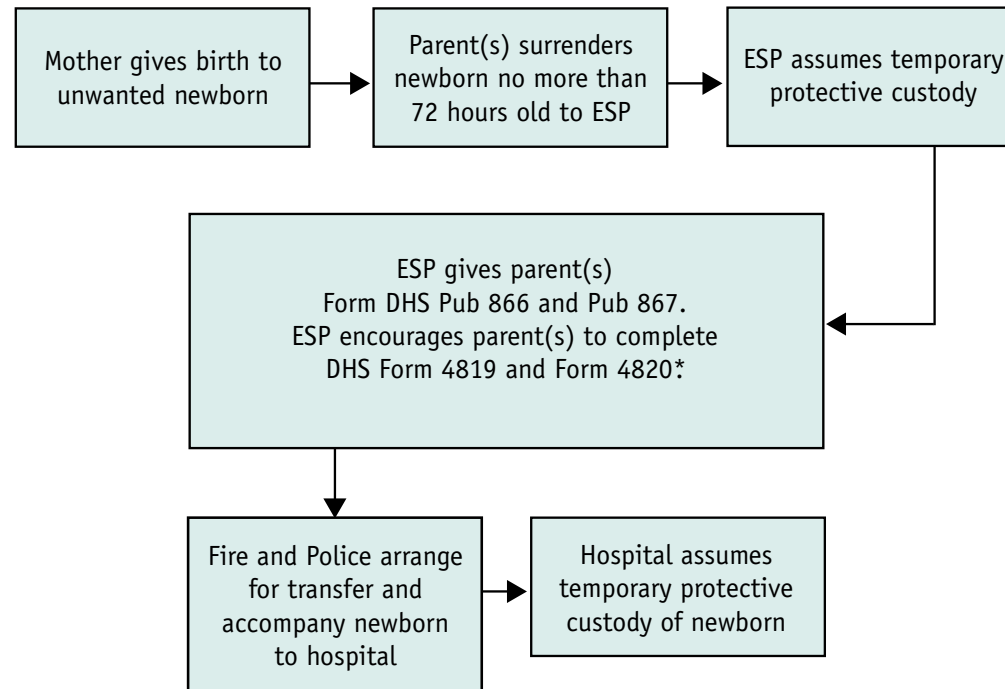 Mother gives birth to
unwanted newborn
Parent(s) surrenders
newborn no more than
72 hours old to ESP
ESP assumes temporary
protective custody
ESP gives parent(s)
Form DHS Pub 866 and Pub 867.
ESP encourages parent(s) to complete
DHS Form 4819 and Form 4820*.
Fire and Police arrange
for transfer and
accompany newborn
to hospital
Hospital assumes
temporary protective
custody of newborn